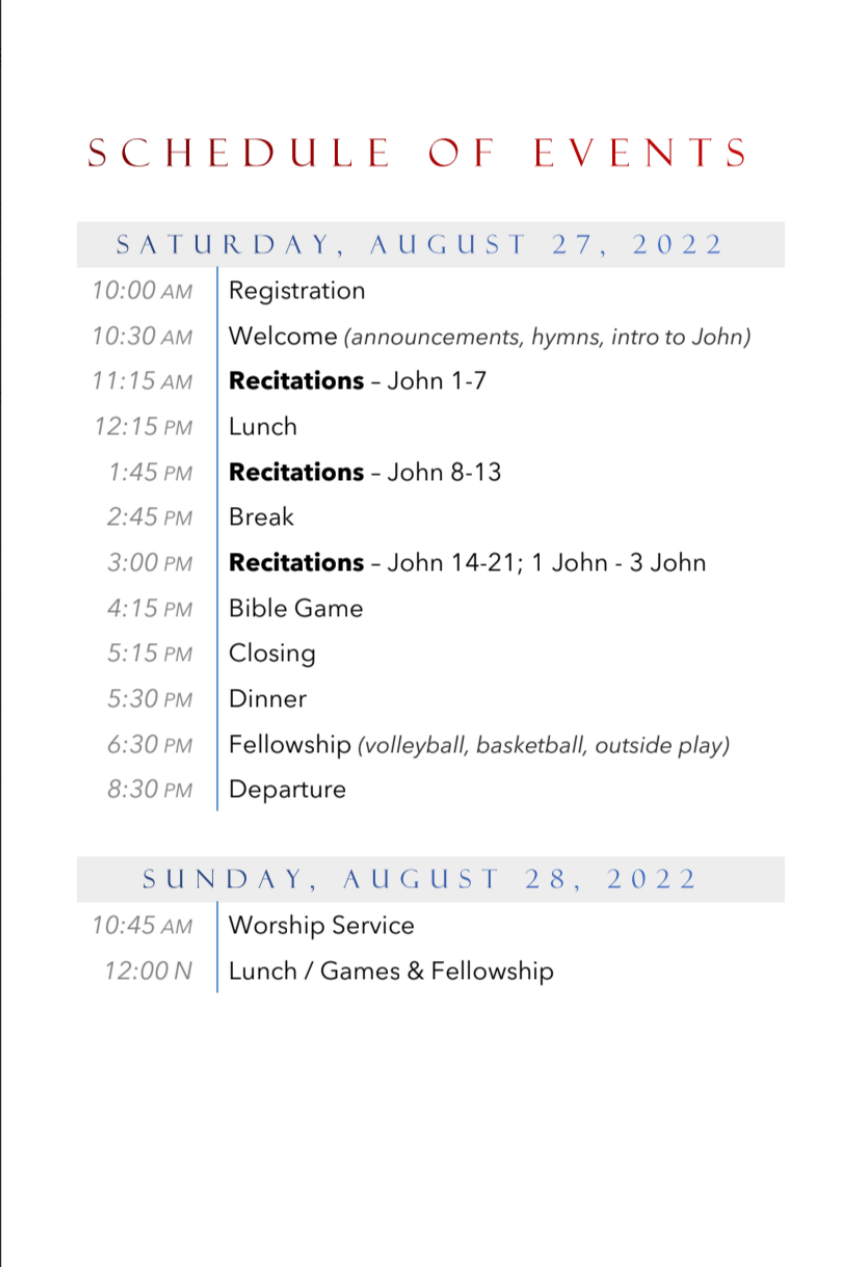 SCHEDULE OF EVENTS
SATURDAY, AUGUST 27, 2022
10:00 AM Registration
10:30 AM Welcome (announcements, hymns, intro to John)
11:15 AM Recitations – John 1-7
12:15 PM Lunch
1:45 PM Recitations – John 8-13
2:45 PM Break
3:00 PM Recitations – John 14-21; 1 John - 3 John
4:15 PM Bible Game
5:15 PM Closing
5:30 PM Dinner
6:30 PM Fellowship (volleyball, basketball, outside play)
8:30 PM Departure
SUNDAY, AUGUST 28, 2022
10:45 AM Worship Service
12:00 N Lunch / Games & Fellowship